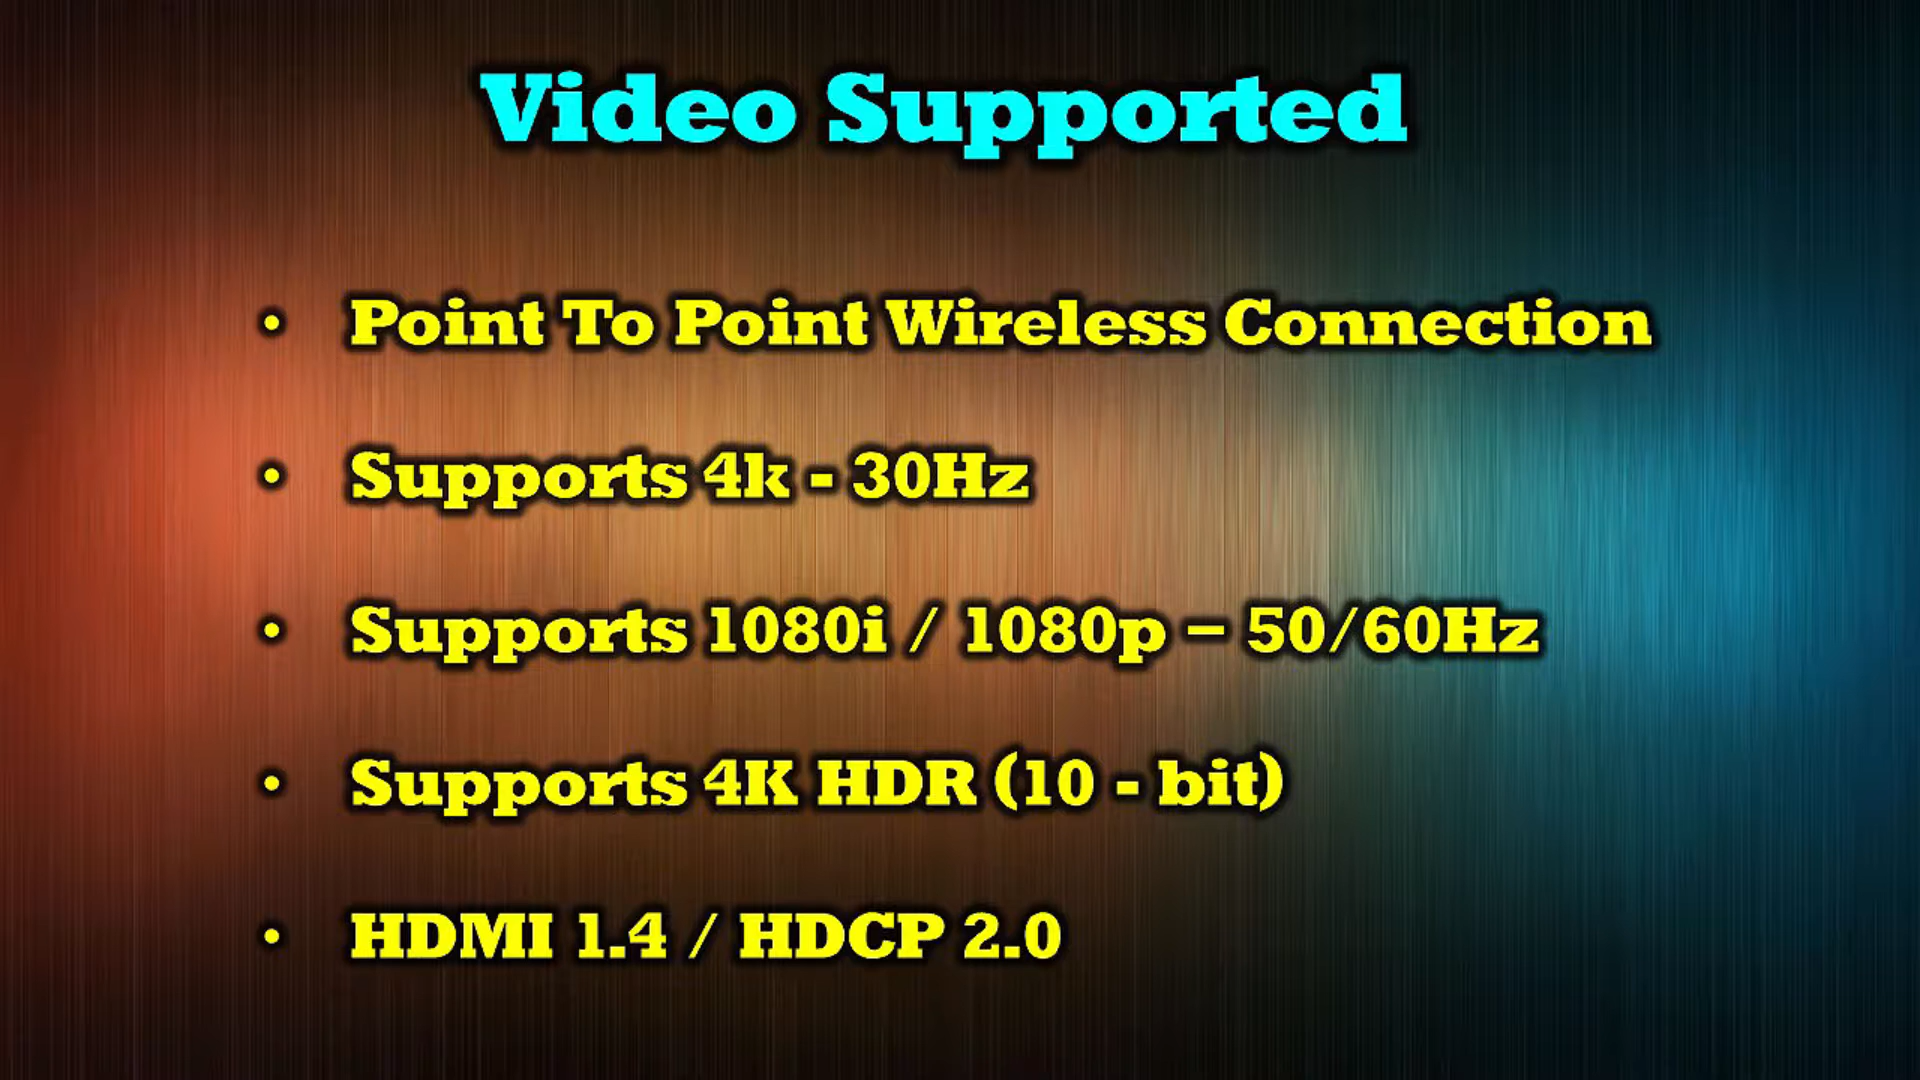 Video Supported
• Point To Point Wireless Connection
• Supports 4k - 30Hz
• Supports 1080i / 1080p – 50/60Hz
• Supports 4K HDR (10 - bit)
• HDMI 1.4 / HDCP 2.0